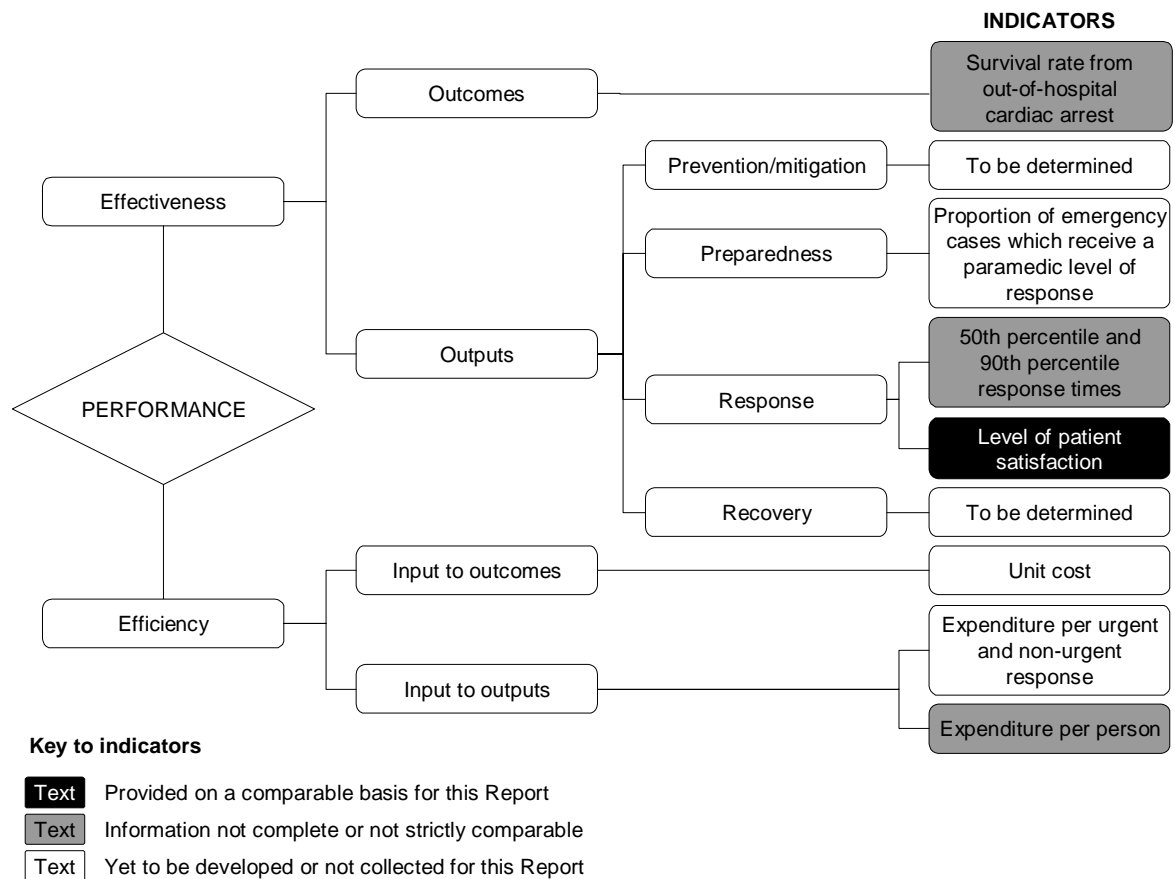 INDICATORS
Outcomes
Survival rate from
out-of-hospital
cardiac arrest
Effectiveness
Prevention/mitigation
To be determined
Preparedness
Proportion of emergency
cases which receive a
paramedic level of
response
Outputs
PERFORMANCE
Response
50th percentile and
90th percentile
response times
Level of patient
satisfaction
Recovery
To be determined
Efficiency
Input to outcomes
Unit cost
Input to outputs
Expenditure per urgent
and non-urgent
response
Expenditure per person
Key to indicators
Text Provided on a comparable basis for this Report
Text Information not complete or not strictly comparable
Text Yet to be developed or not collected for this Report